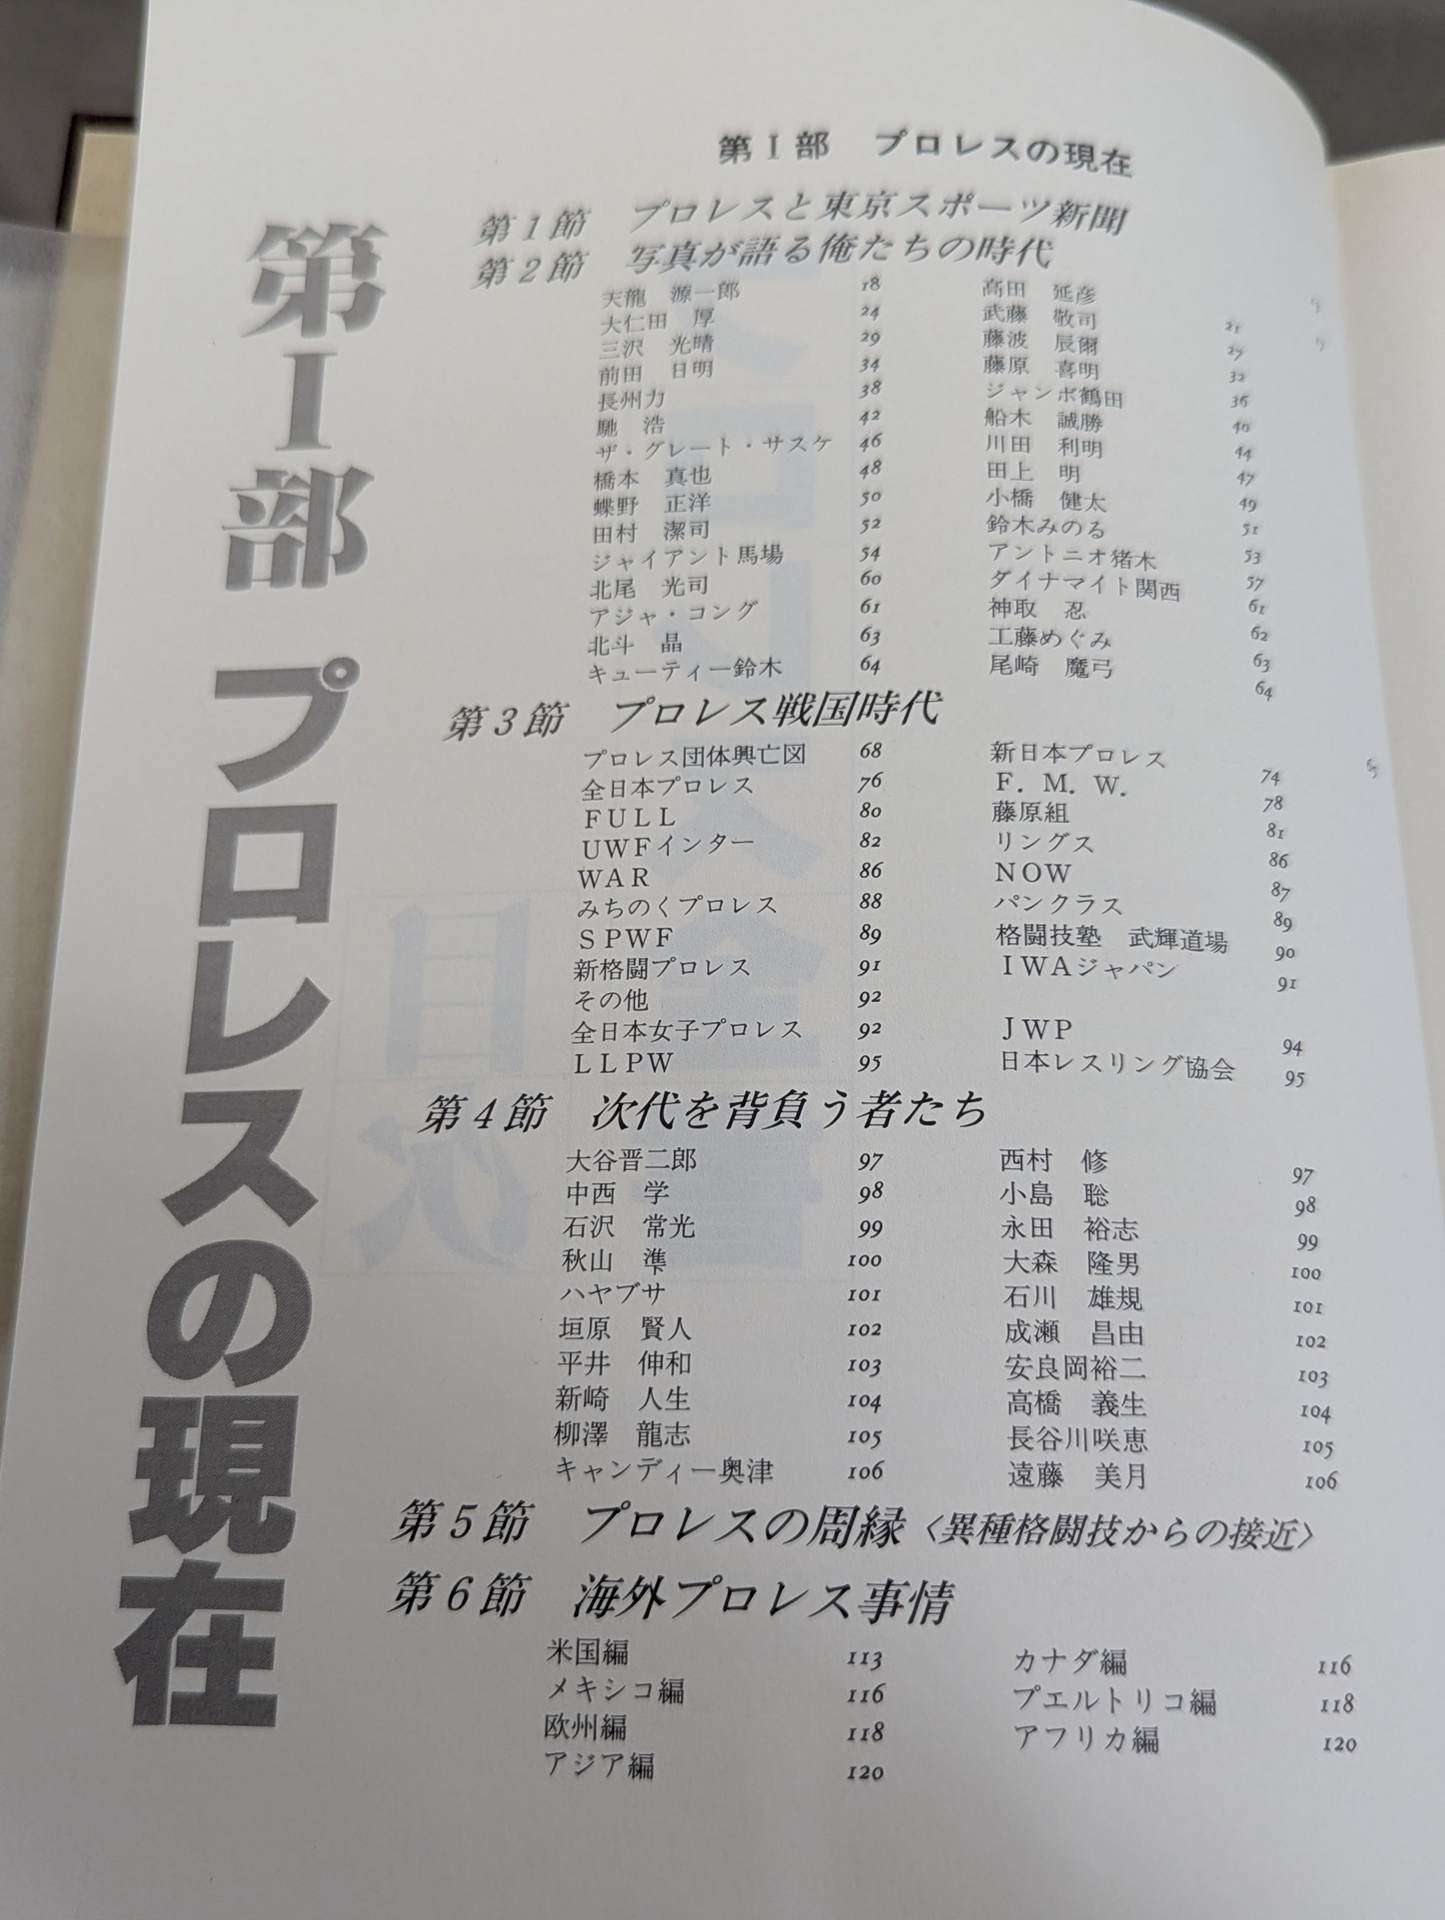 第Ⅰ部 プロレスの現在
第Ⅰ部 プロレスの現在
第1節 プロレスと東京スポーツ新聞
第2節 写真が語る俺たちの時代
天龍 源一郎 18 高田 延彦 21
大仁田 厚 24 武藤 敬司 27
三沢 光晴 29 藤波 辰爾 32
前田 日明 34 藤原 喜明 36
長州力 38 ジャンボ鶴田 40
馳 浩 42 船木 誠勝 44
ザ・グレート・サスケ 46 川田 利明 47
橋本 真也 48 田上 明 49
蝶野 正洋 50 小橋 健太 51
田村 潔司 52 鈴木みのる 53
ジャイアント馬場 54 アントニオ猪木 57
北尾 光司 60 ダイナマイト関西 61
アジャ・コング 61 神取 忍 62
北斗 晶 63 工藤めぐみ 63
キューティー鈴木 64 尾崎 魔弓 64
第3節 プロレス戦国時代
プロレス団体興亡図 68 新日本プロレス 74
全日本プロレス 76 F.M.W. 78
FULL 80 藤原組 81
UWFインター 82 リングス 86
WAR 86 NOW 87
みちのくプロレス 88 パンクラス 89
SPWF 89 格闘技塾 武輝道場 90
新格闘プロレス 91 IWAジャパン 91
その他 92
全日本女子プロレス 92 JWP 94
LLPW 95 日本レスリング協会 95
第4節 次代を背負う者たち
大谷晋二郎 97 西村 修 97
中西 学 98 小島 聡 98
石沢 常光 99 永田 裕志 99
秋山 準 100 大森 隆男 100
ハヤブサ 101 石川 雄規 101
垣原 賢人 102 成瀬 昌由 102
平井 伸和 103 安良岡裕二 103
新崎 人生 104 高橋 義生 104
柳澤 龍志 105 長谷川咲恵 105
キャンディー奥津 106 遠藤 美月 106
第5節 プロレスの周縁〈異種格闘技からの接近〉
第6節 海外プロレス事情
米国編 113 カナダ編 116
メキシコ編 116 プエルトリコ編 118
欧州編 118 アフリカ編 120
アジア編 120